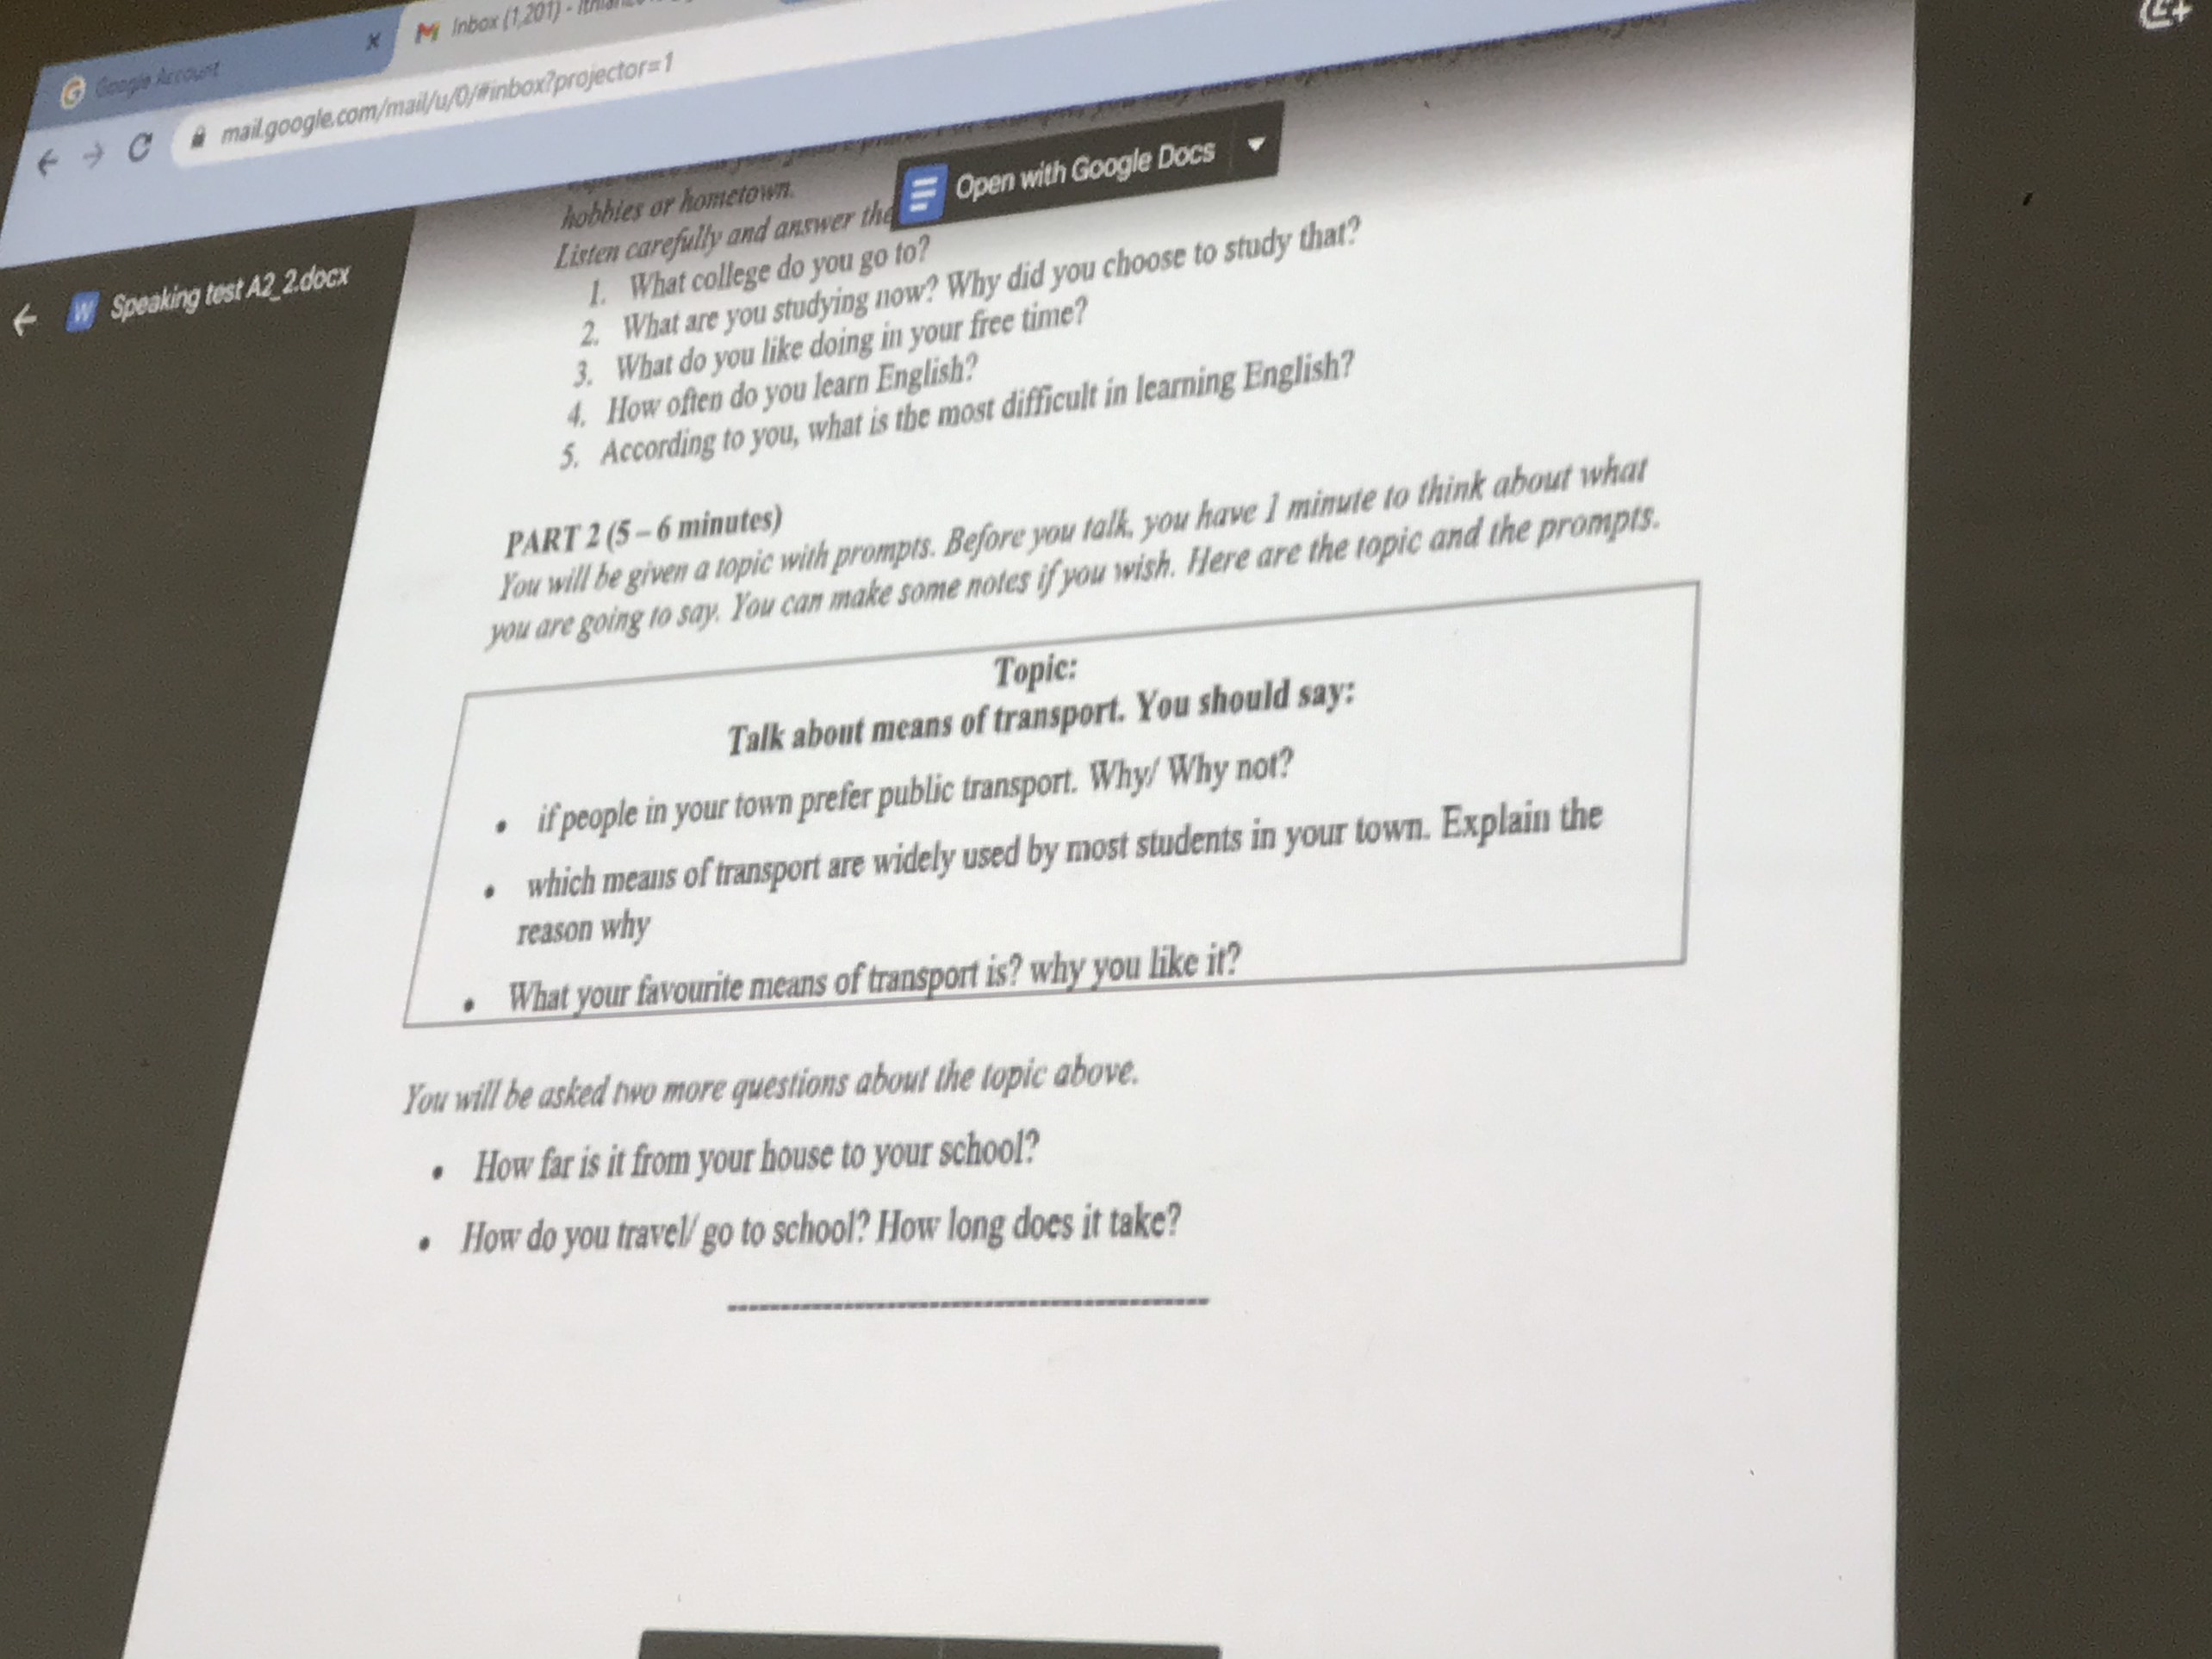 Google Account
Inbox (1,201) -
mail.google.com/mail/u/0/#inbox?projector=1
Open with Google Docs
Speaking test A2_2.docx
hobbies or hometown.
Listen carefully and answer the
1. What college do you go to?
2. What are you studying now? Why did you choose to study that?
3. What do you like doing in your free time?
4. How often do you learn English?
5. According to you, what is the most difficult in learning English?
PART 2 (5 – 6 minutes)
You will be given a topic with prompts. Before you talk, you have 1 minute to think about what
you are going to say. You can make some notes if you wish. Here are the topic and the prompts.
Topic:
Talk about means of transport. You should say:
• if people in your town prefer public transport. Why/ Why not?
• which means of transport are widely used by most students in your town. Explain the
reason why
• What your favourite means of transport is? why you like it?
You will be asked two more questions about the topic above.
• How far is it from your house to your school?
• How do you travel/ go to school? How long does it take?